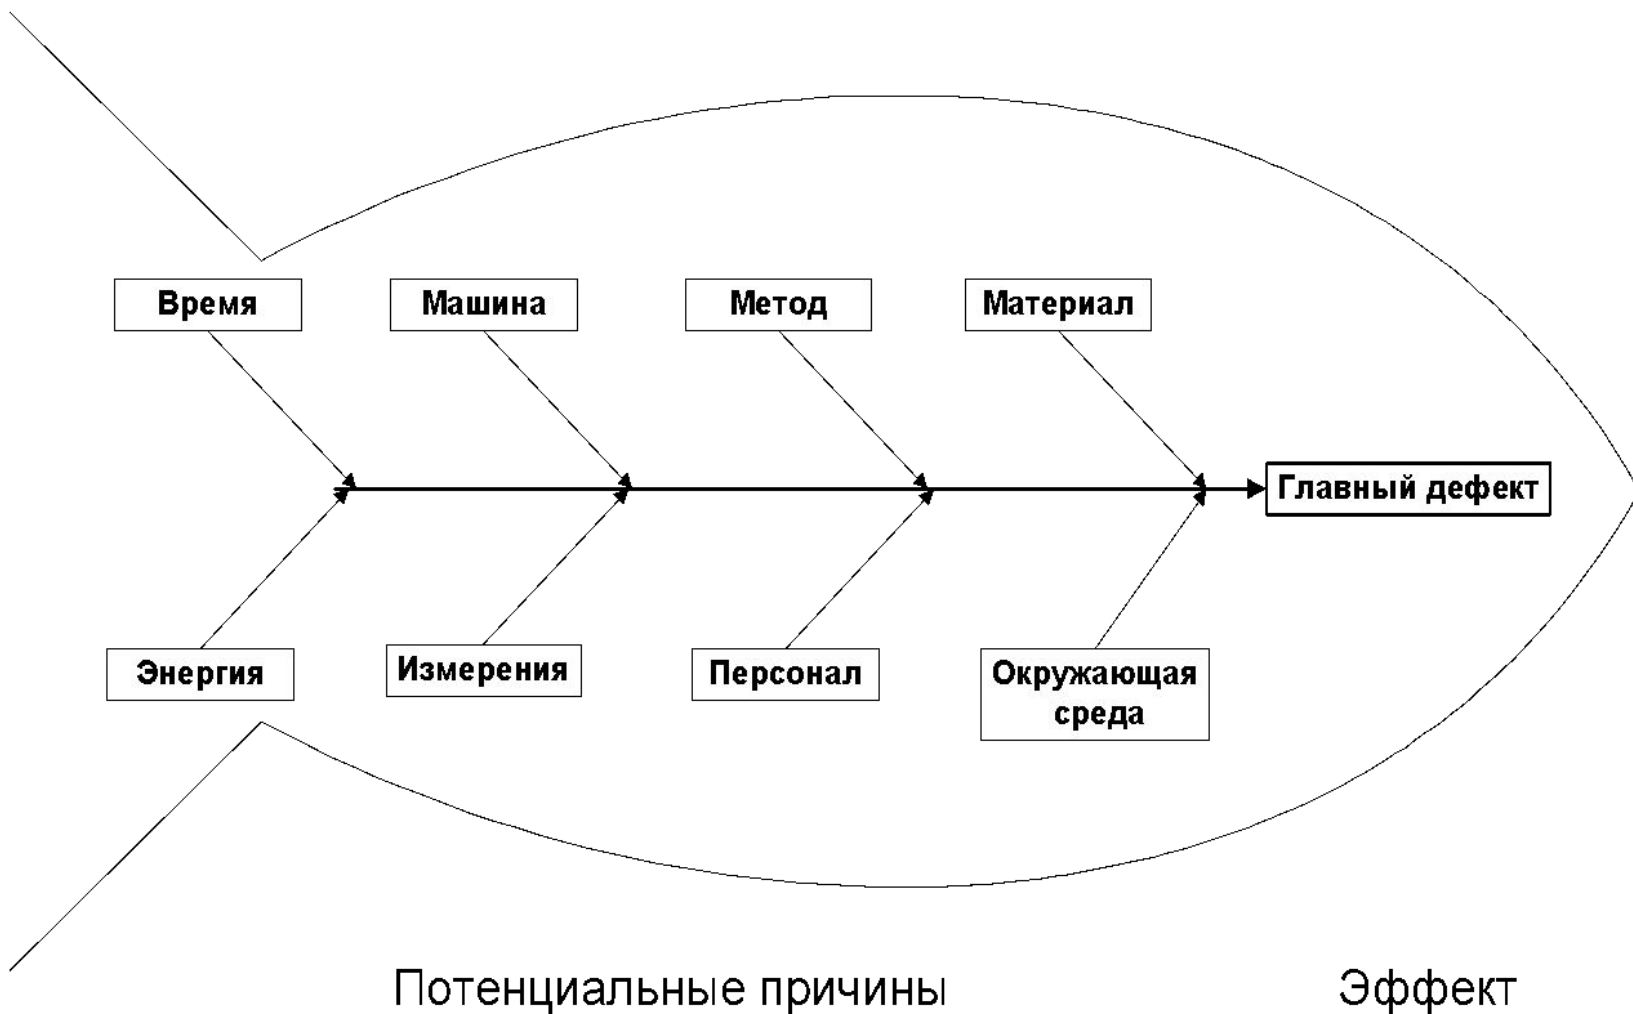 Время
Машина
Метод
Материал
Главный дефект
Энергия
Измерения
Персонал
Окружающая
среда
Потенциальные причины
Эффект